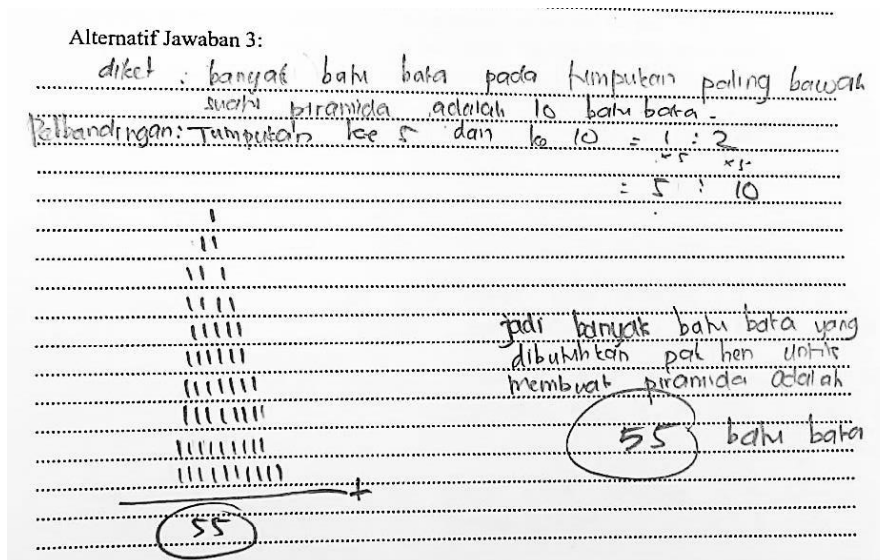 Alternatif Jawaban 3:
diket : banyak batu bata pada tumpukan paling bawah
suatu piramida adalah 10 batu bata.
Perbandingan: Tumpukan ke 5 dan ke 10 = 1 : 2
×5 ×5
= 5 : 10
jadi banyak batu bata yang
dibutuhkan pak hen untuk
membuat piramida adalah
55 batu bata
+
55